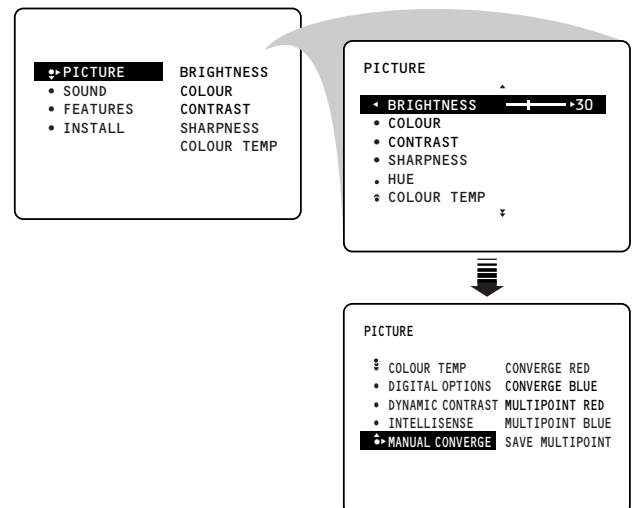 PICTURE BRIGHTNESS
• SOUND COLOUR
• FEATURES CONTRAST
• INSTALL SHARPNESS
COLOUR TEMP
PICTURE
BRIGHTNESS 30
• COLOUR
• CONTRAST
• SHARPNESS
• HUE
COLOUR TEMP
PICTURE
COLOUR TEMP CONVERGE RED
• DIGITAL OPTIONS CONVERGE BLUE
• DYNAMIC CONTRAST MULTIPOINT RED
• INTELLISENSE MULTIPOINT BLUE
MANUAL CONVERGE SAVE MULTIPOINT